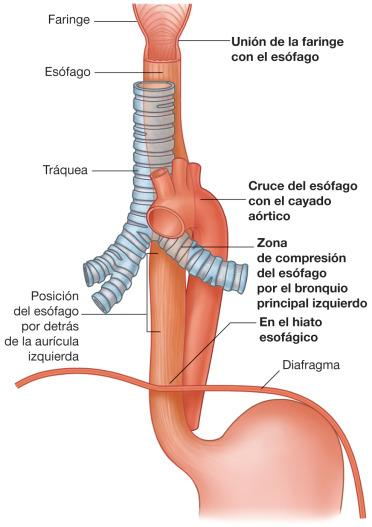 Faringe
Unión de la faringe
con el esófago
Esófago
Tráquea
Cruce del esófago
con el cayado
aórtico
Zona
de compresión
del esófago
por el bronquio
principal izquierdo
Posición
del esófago
por detrás
de la aurícula
izquierda
En el hiato
esofágico
Diafragma